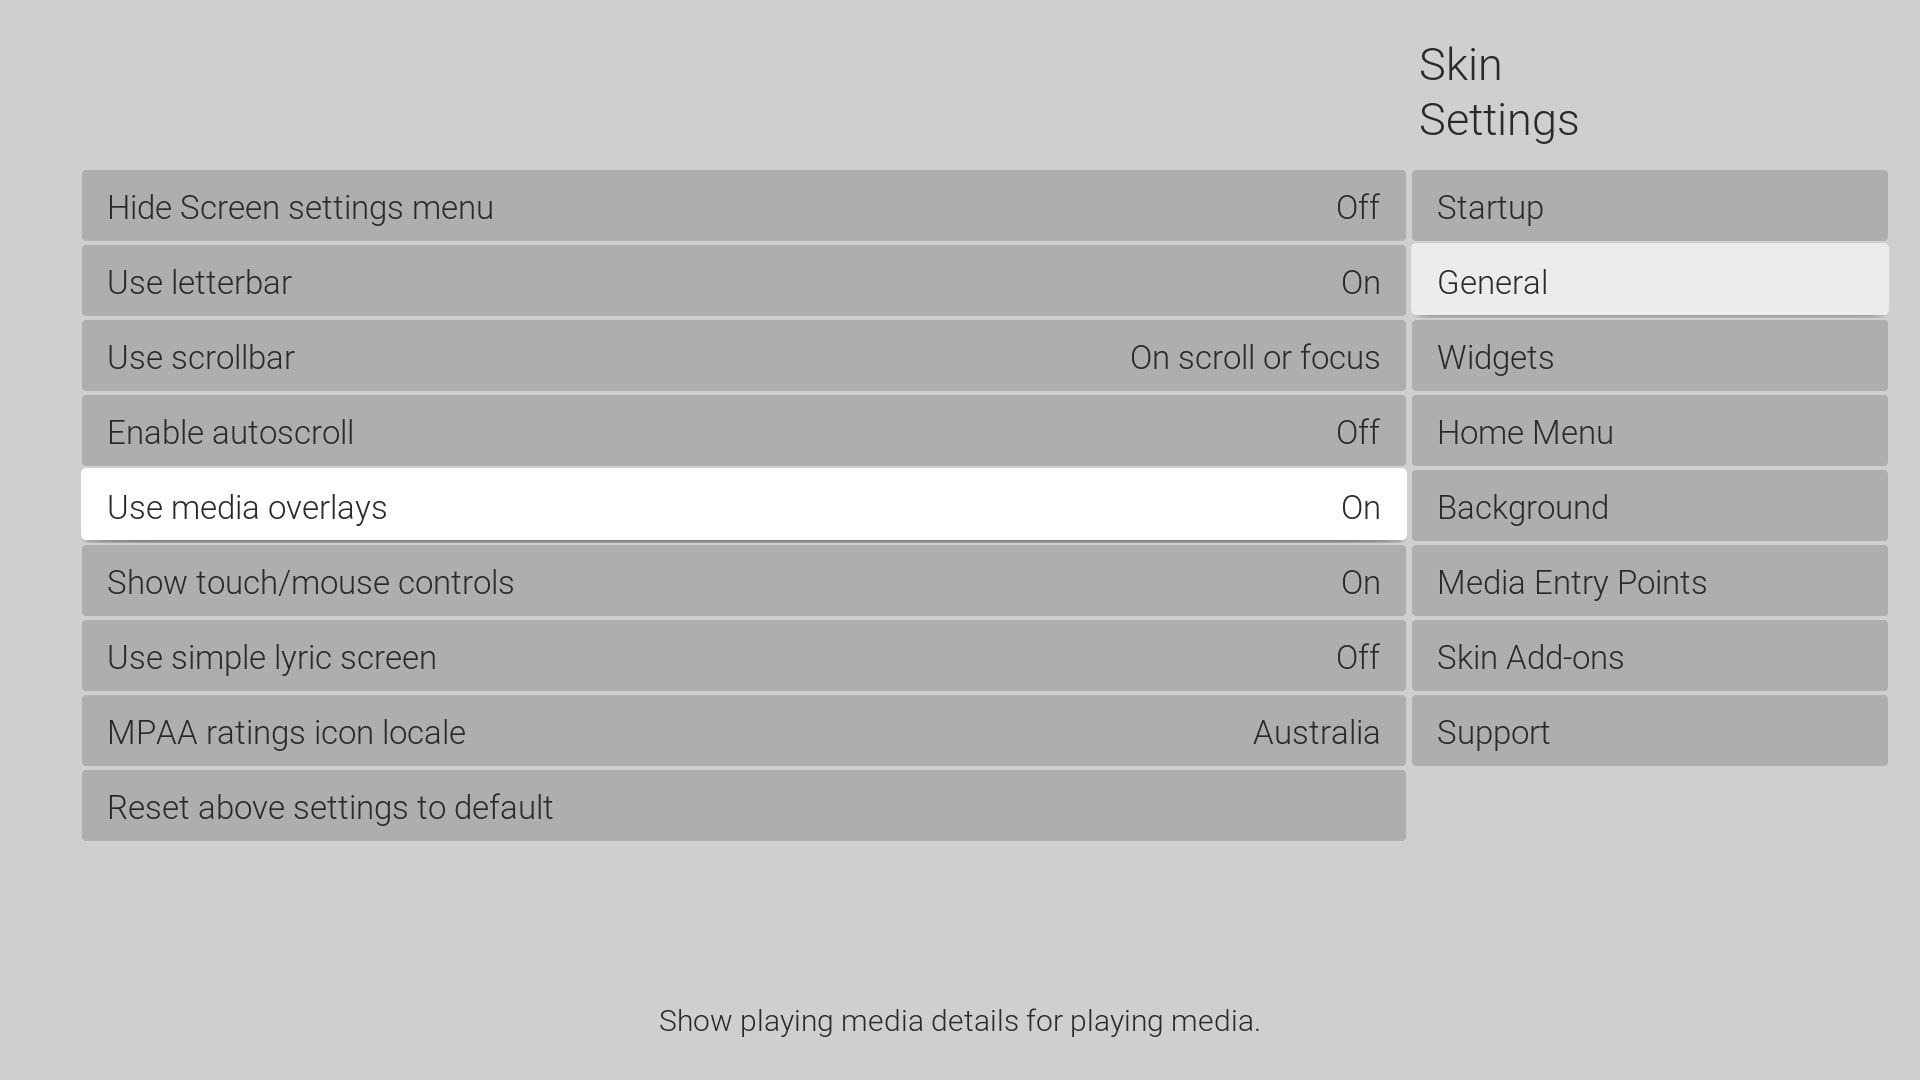 Skin
Settings
Hide Screen settings menu Off
Use letterbar On
Use scrollbar On scroll or focus
Enable autoscroll Off
Use media overlays On
Show touch/mouse controls On
Use simple lyric screen Off
MPAA ratings icon locale Australia
Reset above settings to default
Startup
General
Widgets
Home Menu
Background
Media Entry Points
Skin Add-ons
Support
Show playing media details for playing media.